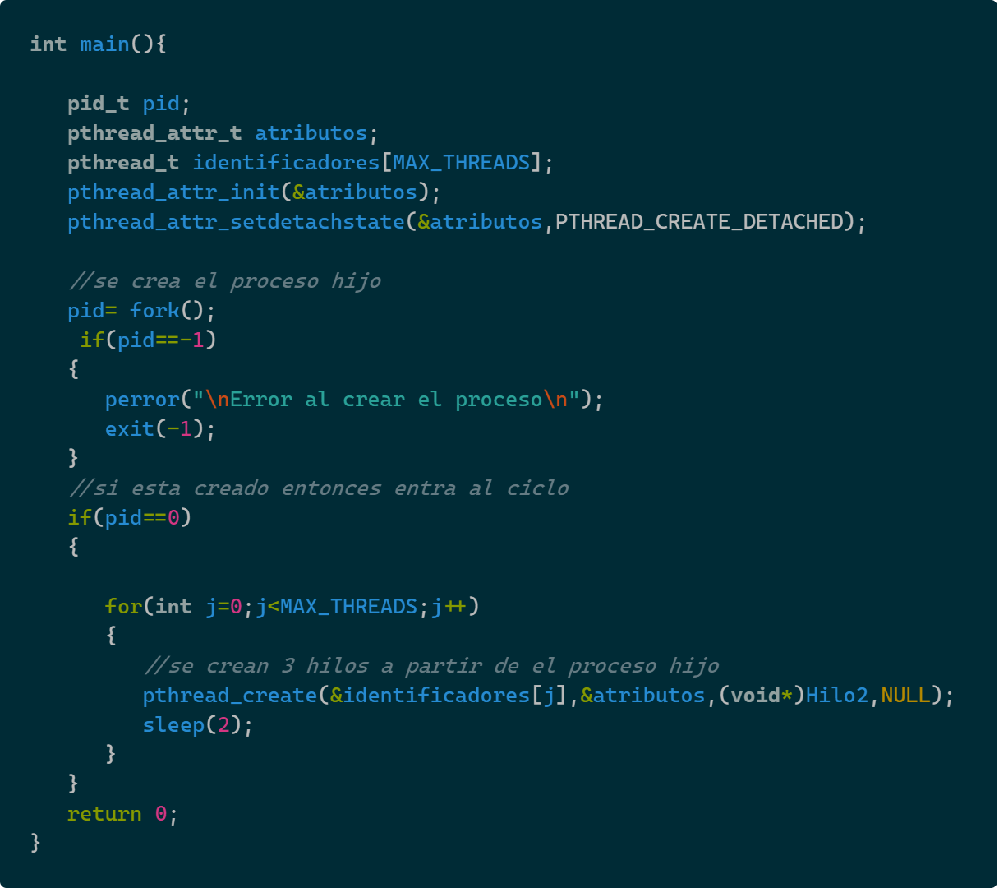 int main(){
pid_t pid;
pthread_attr_t atributos;
pthread_t identificadores[MAX_THREADS];
pthread_attr_init(&atributos);
pthread_attr_setdetachstate(&atributos,PTHREAD_CREATE_DETACHED);
//se crea el proceso hijo
pid= fork();
if(pid==-1)
{
perror("\nError al crear el proceso\n");
exit(-1);
}
//si esta creado entonces entra al ciclo
if(pid==0)
{
for(int j=0;j<MAX_THREADS;j++)
{
//se crean 3 hilos a partir de el proceso hijo
pthread_create(&identificadores[j],&atributos,(void*)Hilo2,NULL);
sleep(2);
}
}
return 0;
}